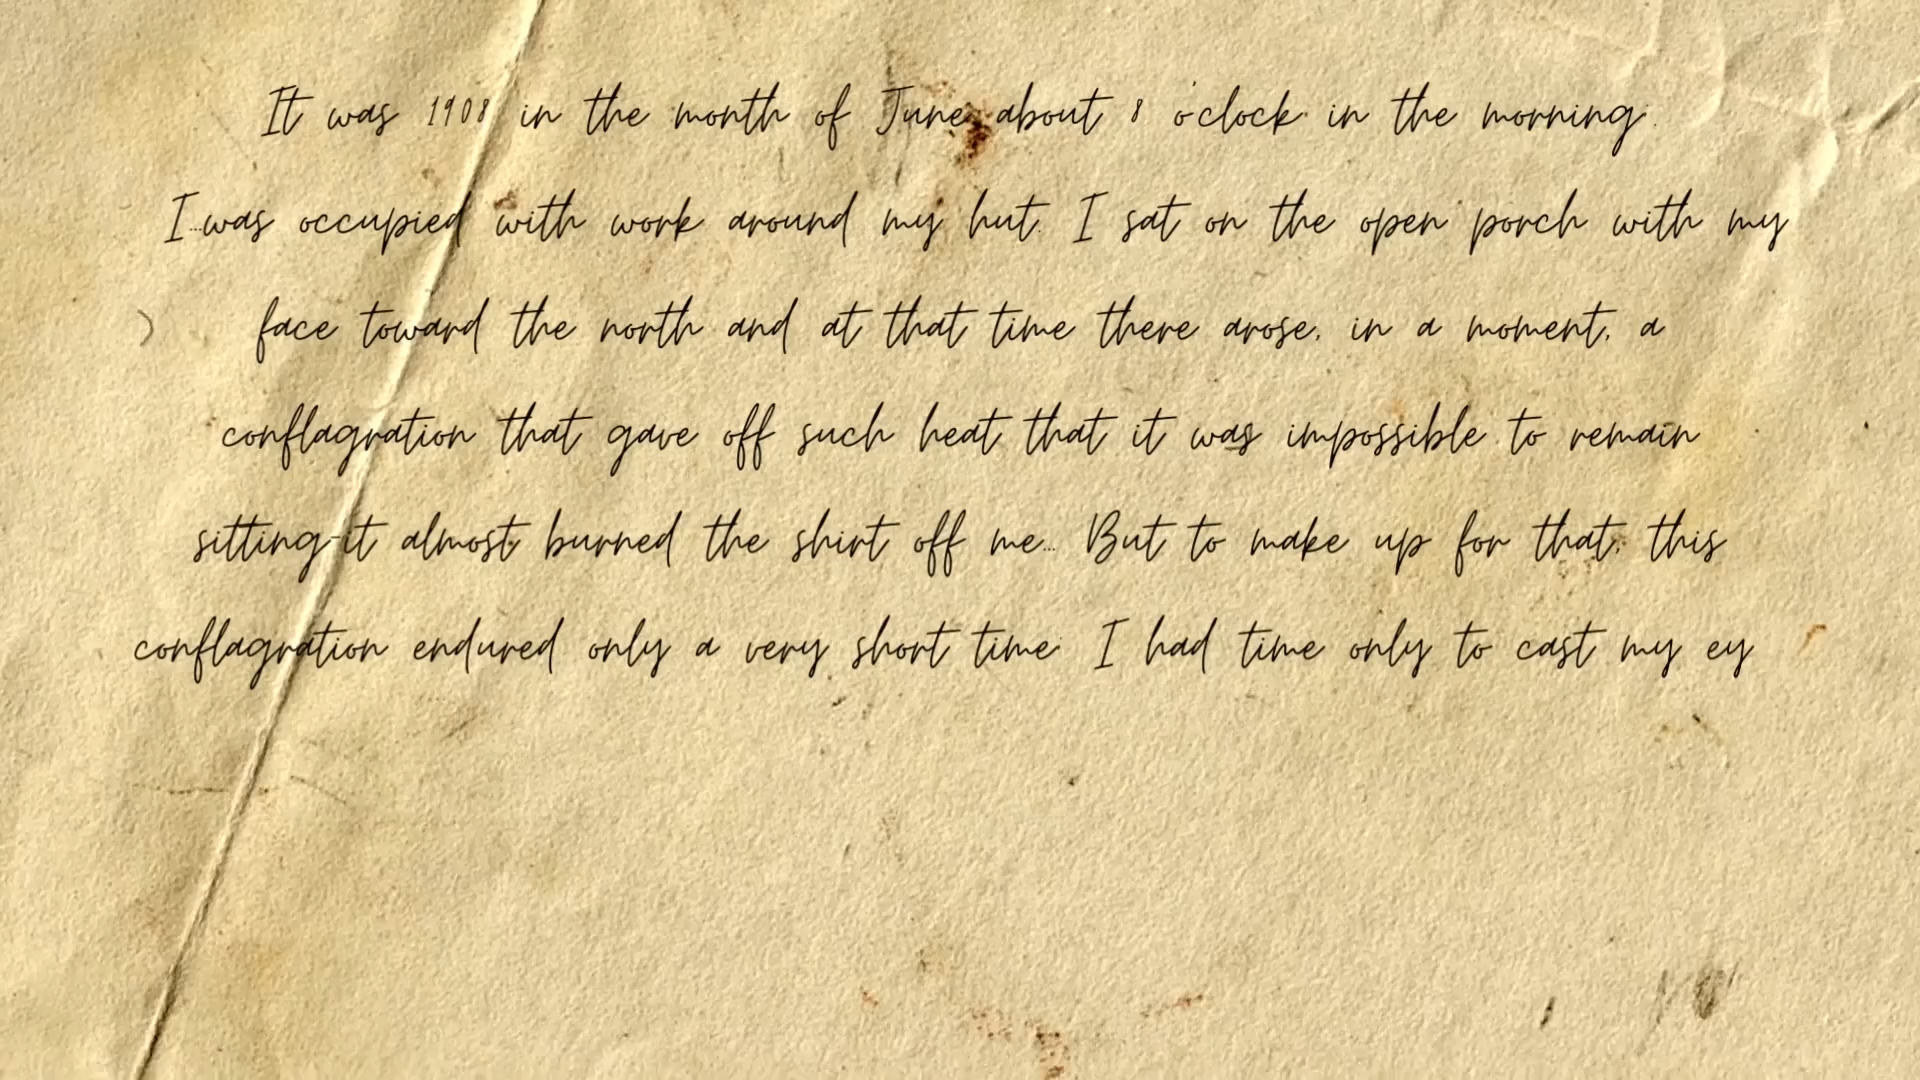 It was 1908 in the month of June, about 8 o'clock in the morning.
I was occupied with work around my hut. I sat on the open porch with my
face toward the north and at that time there arose, in a moment, a
conflagration that gave off such heat that it was impossible to remain
sitting-it almost burned the shirt off me... But to make up for that, this
conflagration endured only a very short time. I had time only to cast my ey